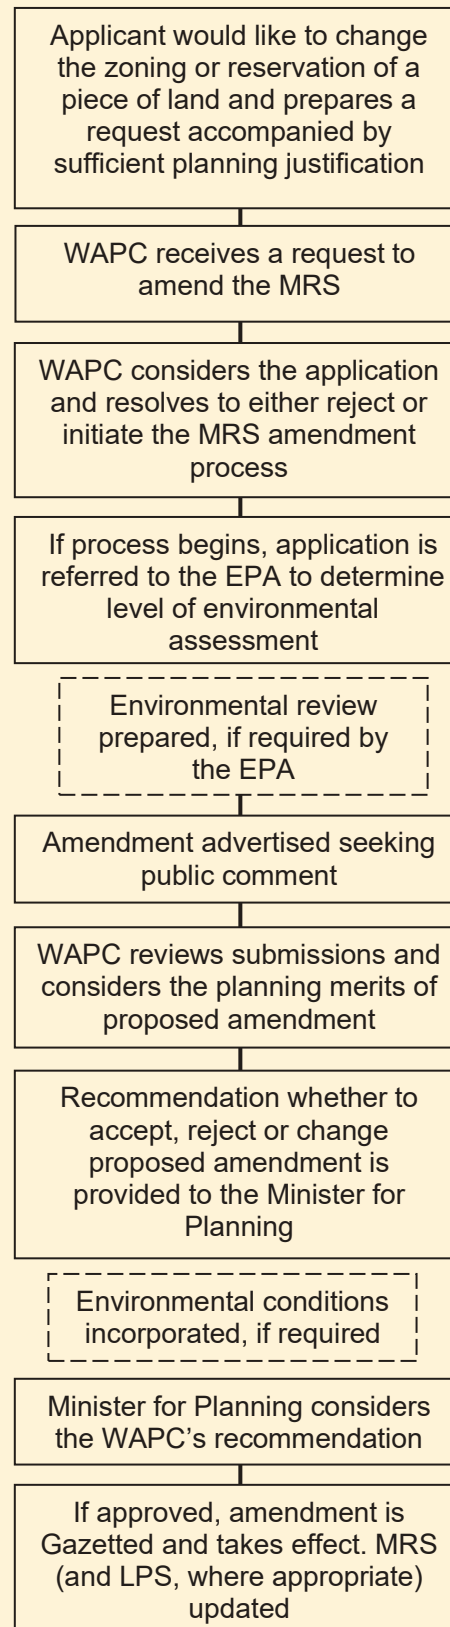 Applicant would like to change
the zoning or reservation of a
piece of land and prepares a
request accompanied by
sufficient planning justification
WAPC receives a request to
amend the MRS
WAPC considers the application
and resolves to either reject or
initiate the MRS amendment
process
If process begins, application is
referred to the EPA to determine
level of environmental
assessment
Environmental review
prepared, if required by
the EPA
Amendment advertised seeking
public comment
WAPC reviews submissions and
considers the planning merits of
proposed amendment
Recommendation whether to
accept, reject or change
proposed amendment is
provided to the Minister for
Planning
Environmental conditions
incorporated, if required
Minister for Planning considers
the WAPC’s recommendation
If approved, amendment is
Gazetted and takes effect. MRS
(and LPS, where appropriate)
updated